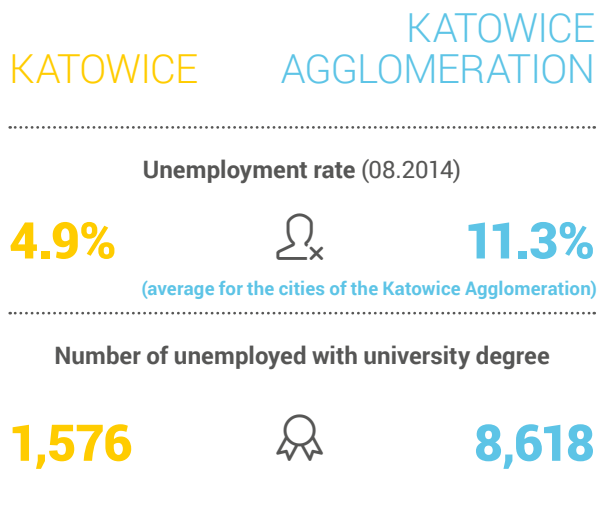 KATOWICE
KATOWICE
AGGLOMERATION
Unemployment rate (08.2014)
4.9%
11.3%
(average for the cities of the Katowice Agglomeration)
Number of unemployed with university degree
1,576
8,618